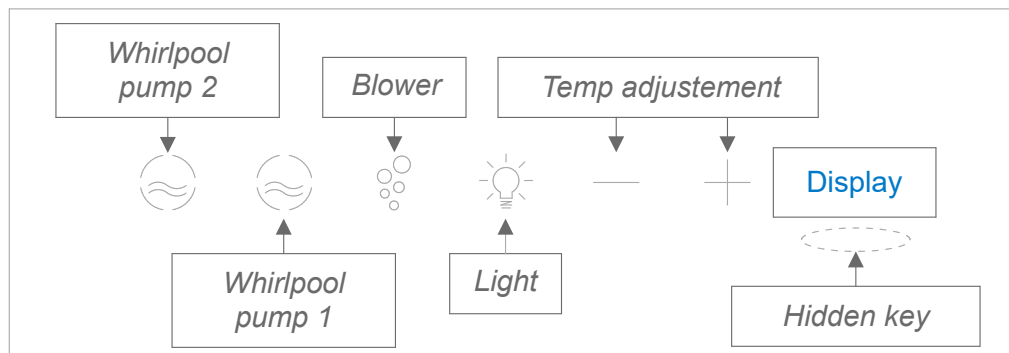 Whirlpool
pump 2
Blower
Temp adjustement
Display
Whirlpool
pump 1
Light
Hidden key